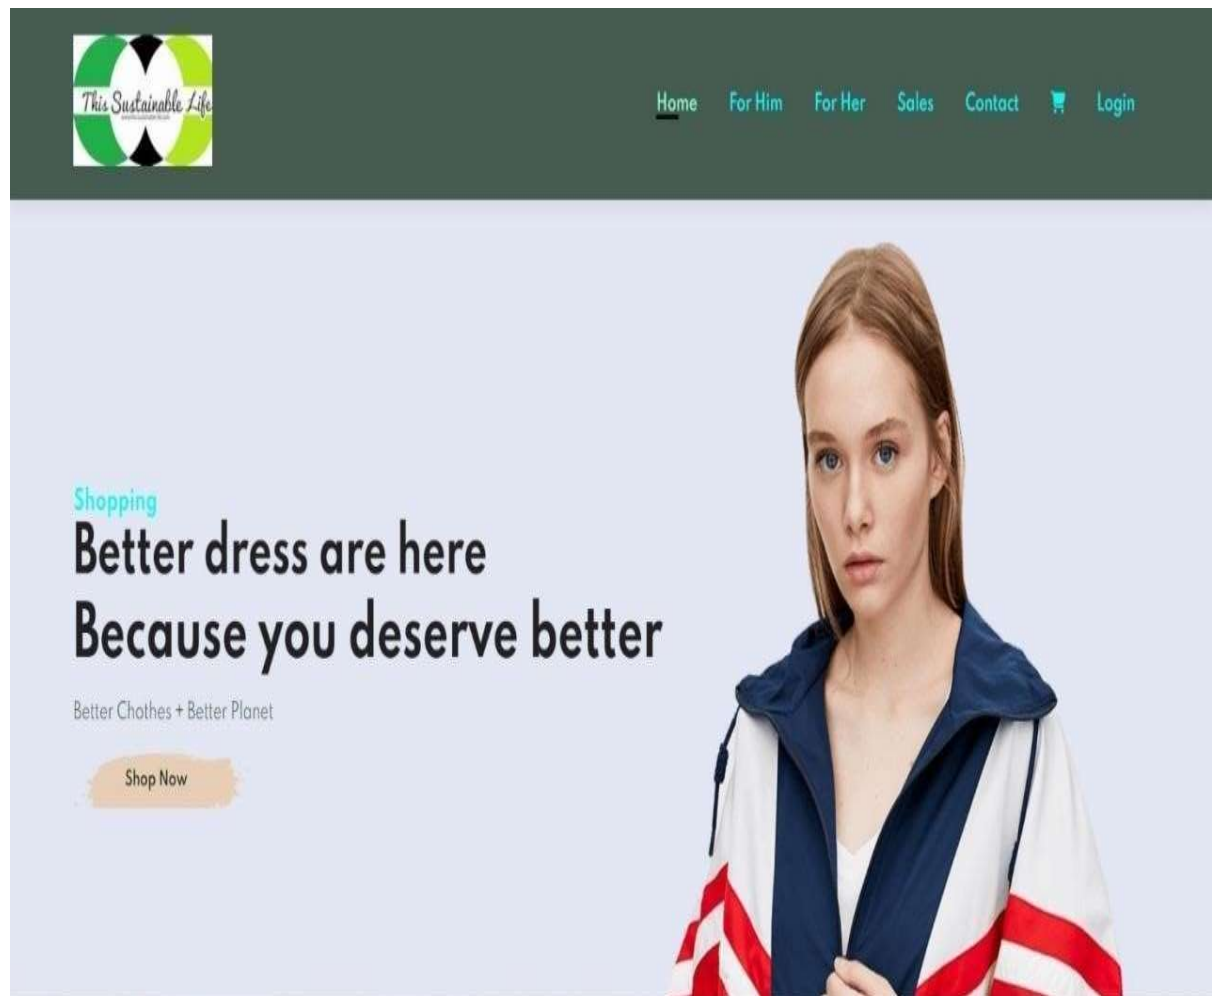 This Sustainable Life
Home For Him For Her Sales Contact Login
Shopping
Better dress are here
Because you deserve better
Better Chothes + Better Planet
Shop Now